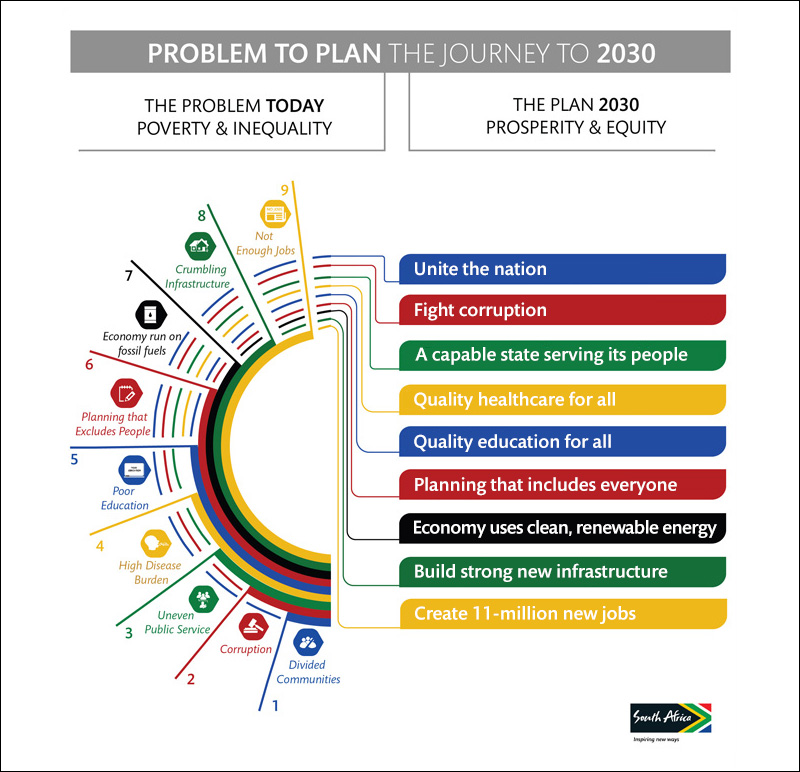 PROBLEM TO PLAN THE JOURNEY TO 2030
THE PROBLEM TODAY
POVERTY & INEQUALITY
THE PLAN 2030
PROSPERITY & EQUITY
9
Not
Enough Jobs
8
Crumbling
Infrastructure
7
Economy run on
fossil fuels
6
Planning that
Excludes People
5
Poor
Education
4
High Disease
Burden
3
Uneven
Public Service
2
Corruption
1
Divided
Communities
Unite the nation
Fight corruption
A capable state serving its people
Quality healthcare for all
Quality education for all
Planning that includes everyone
Economy uses clean, renewable energy
Build strong new infrastructure
Create 11-million new jobs
South Africa
Inspiring new ways